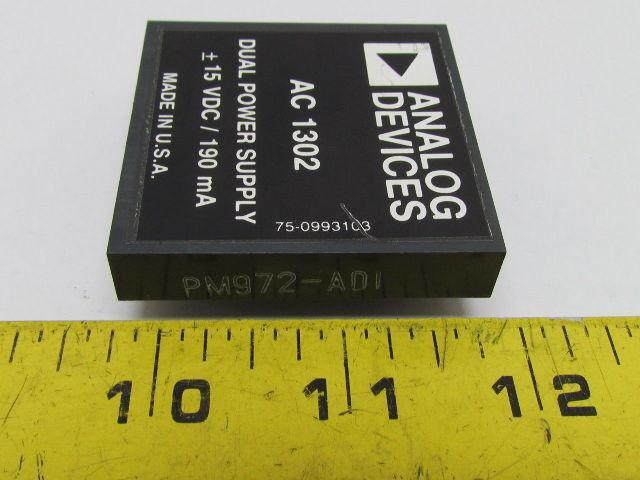 ANALOG
DEVICES
AC 1302
DUAL POWER SUPPLY
± 15 VDC / 190 mA
MADE IN U.S.A.
75-0993103
PM972-ADI
10 11 12